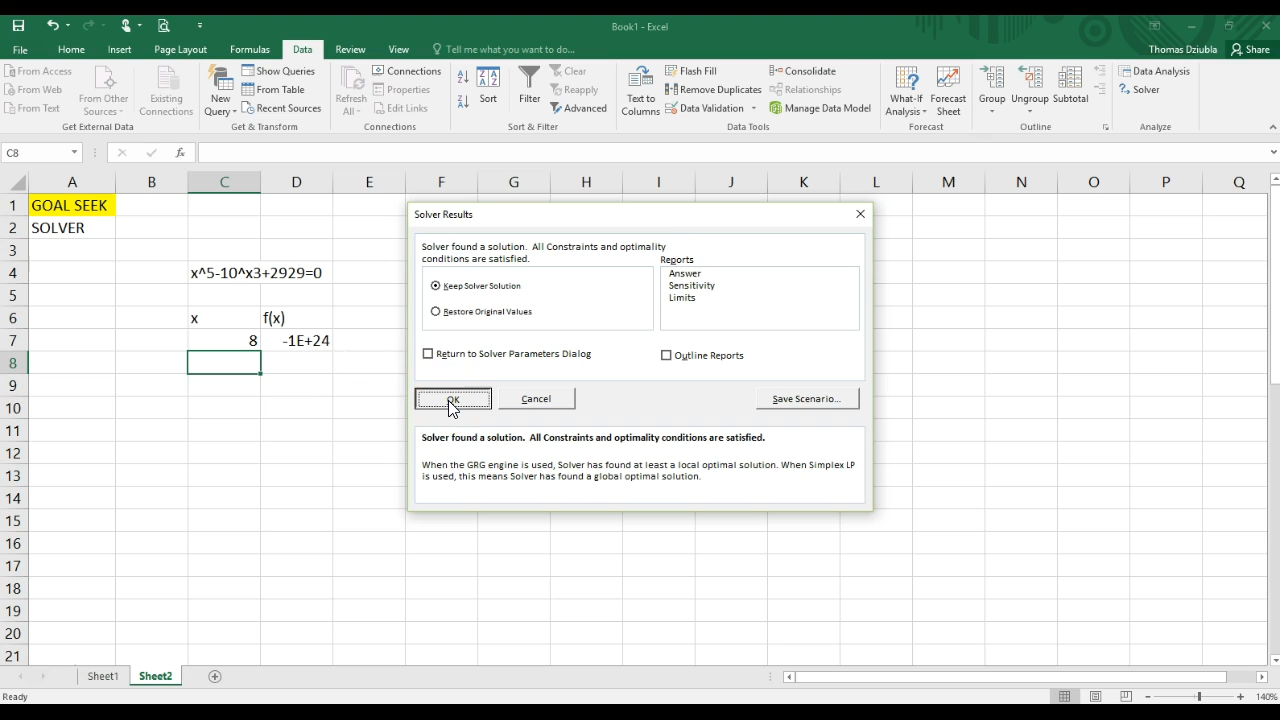 Book1 - Excel
File Home Insert Page Layout Formulas Data Review View Tell me what you want to do... Thomas Dziubla Share
From Access
From Web
From Text
From Other Sources
Existing Connections
Get External Data
New Query
Show Queries
From Table
Recent Sources
Get & Transform
Refresh All
Connections
Properties
Edit Links
Connections
Sort
Filter
Clear
Reapply
Advanced
Sort & Filter
Text to Columns
Flash Fill
Remove Duplicates
Data Validation
Consolidate
Relationships
Manage Data Model
Data Tools
What-If Analysis
Forecast Sheet
Forecast
Group
Ungroup
Subtotal
Outline
Data Analysis
Solver
Analyze
C8 fx
A B C D E F G H I J K L M N O P Q
1 GOAL SEEK
2 SOLVER
3
4 x^5-10^x3+2929=0
5
6 x f(x)
7 8 -1E+24
8
9
10
11
12
13
14
15
16
17
18
19
20
21
Solver Results
Solver found a solution. All Constraints and optimality
conditions are satisfied.
Keep Solver Solution
Restore Original Values
Reports
Answer
Sensitivity
Limits
Return to Solver Parameters Dialog
Outline Reports
OK Cancel Save Scenario...
Solver found a solution. All Constraints and optimality conditions are satisfied.
When the GRG engine is used, Solver has found at least a local optimal solution. When Simplex LP
is used, this means Solver has found a global optimal solution.
Sheet1 Sheet2
Ready 140%